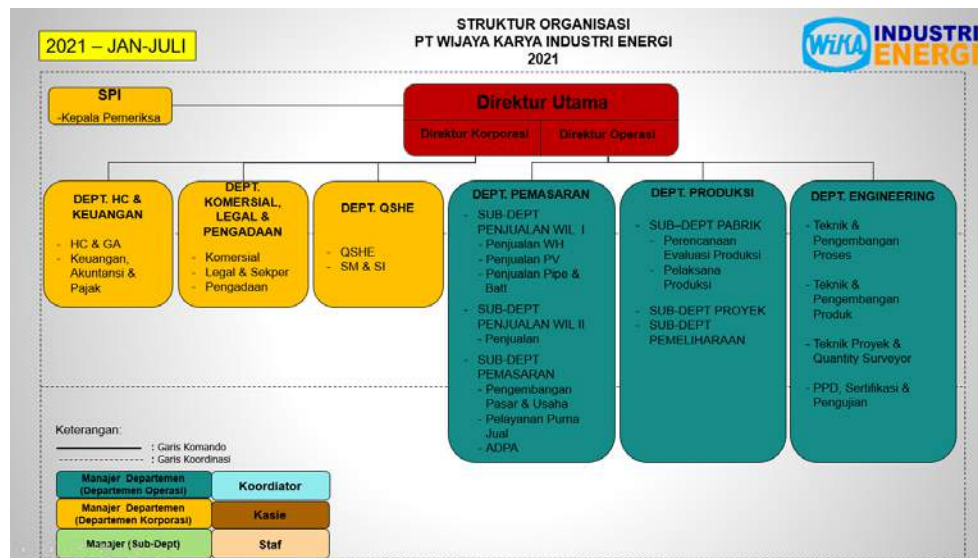 2021 – JAN-JULI
STRUKTUR ORGANISASI
PT WIJAYA KARYA INDUSTRI ENERGI
2021
WiKA
INDUSTRI
ENERGI
SPI
-Kepala Pemeriksa
Direktur Utama
Direktur Korporasi
Direktur Operasi
DEPT. HC &
KEUANGAN
- HC & GA
- Keuangan,
Akuntansi &
Pajak
DEPT.
KOMERSIAL,
LEGAL &
PENGADAAN
- Komersial
- Legal & Sekper
- Pengadaan
DEPT. QSHE
- QSHE
- SM & SI
DEPT. PEMASARAN
- SUB-DEPT
PENJUALAN WIL I
- Penjualan WH
- Penjualan PV
- Penjualan Pipe &
Batt
- SUB-DEPT
PENJUALAN WIL II
- Penjualan
- SUB-DEPT
PEMASARAN
- Pengembangan
Pasar & Usaha
- Pelayanan Purna
Jual
- ADPA
DEPT. PRODUKSI
- SUB–DEPT PABRIK
- Perencanaan
Evaluasi Produksi
- Pelaksana
Produksi
- SUB-DEPT PROYEK
- SUB-DEPT
PEMELIHARAAN
DEPT. ENGINEERING
- Teknik &
Pengembangan
Proses
- Teknik &
Pengembangan
Produk
- Teknik Proyek &
Quantity Surveyor
- PPD, Sertifikasi &
Pengujian
Keterangan:
: Garis Komando
: Garis Koordinasi
Manajer Departemen
(Departemen Operasi)
Koordiator
Manajer Departemen
(Departemen Korporasi)
Kasie
Manajer (Sub-Dept)
Staf